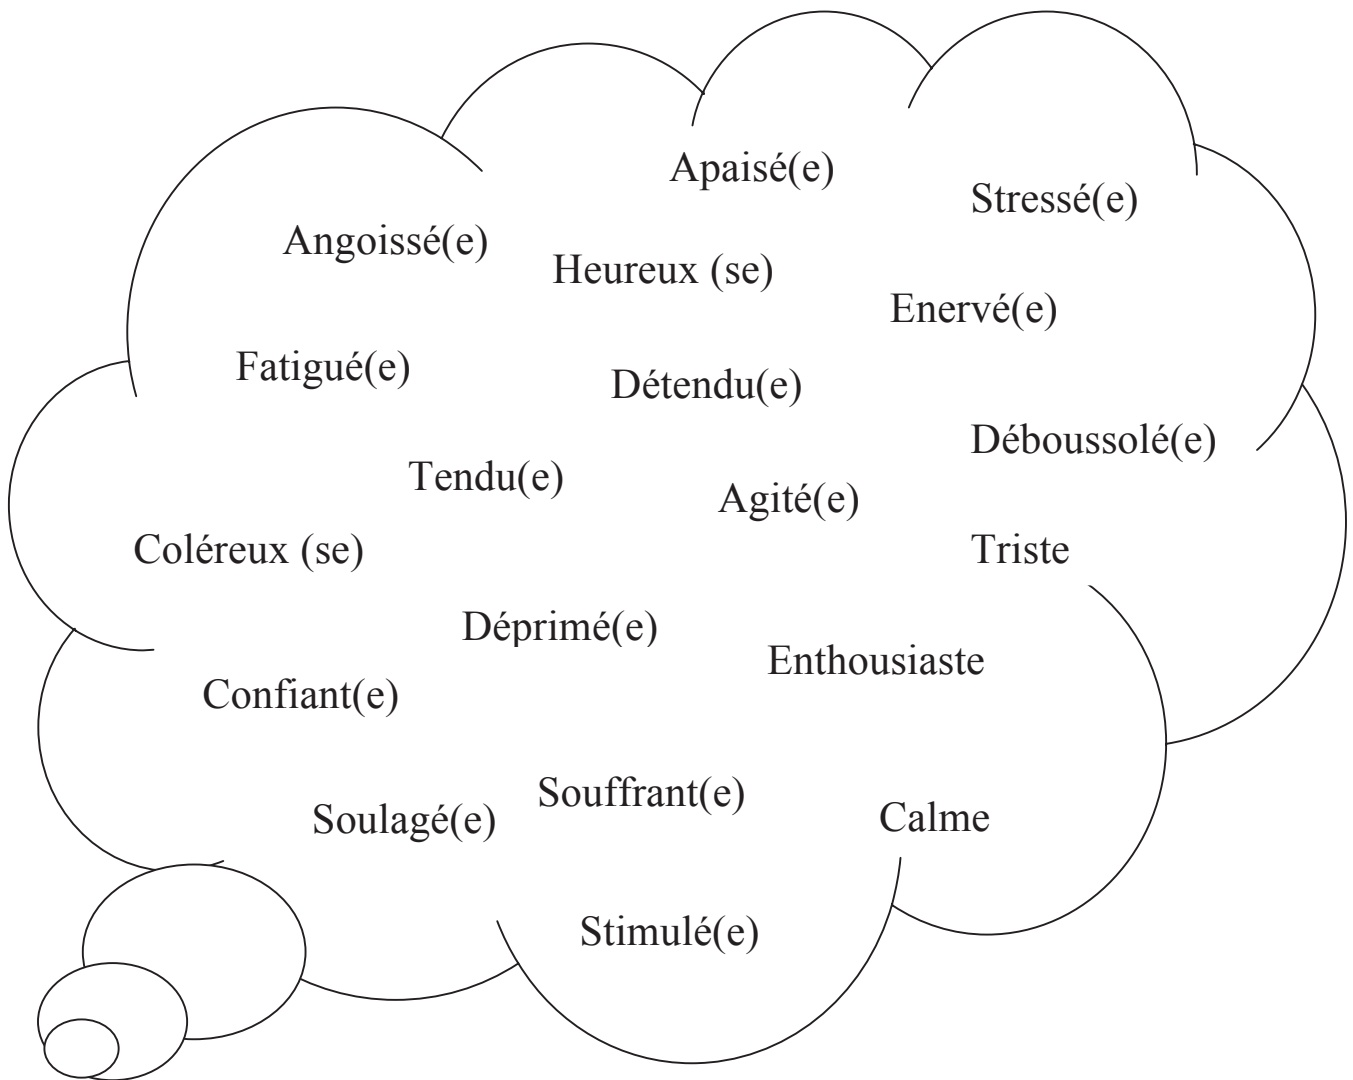 Apaisé(e)
Stressé(e)
Angoissé(e)
Heureux (se)
Enervé(e)
Fatigué(e)
Détendu(e)
Déboussolé(e)
Tendu(e)
Agité(e)
Coléreux (se)
Triste
Déprimé(e)
Enthousiaste
Confiant(e)
Souffrant(e)
Soulagé(e)
Calme
Stimulé(e)